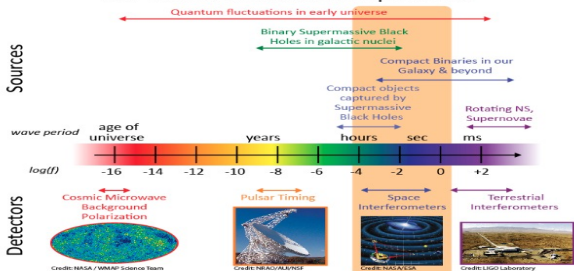 Quantum fluctuations in early universe
Binary Supermassive Black
Holes in galactic nuclei
Compact Binaries in our
Galaxy & beyond
Compact objects
captured by
Supermassive
Black Holes
Rotating NS,
Supernovae
Sources
wave period
age of
universe
years
hours
sec
ms
log(f)
-16
-14
-12
-10
-8
-6
-4
-2
0
+2
Detectors
Cosmic Microwave
Background
Polarization
Pulsar Timing
Space
Interferometers
Terrestrial
Interferometers
Credit: NASA / WMAP Science Team
Credit: NRAO/AUI/NSF
Credit: NASA/ESA
Credit: LIGO Laboratory